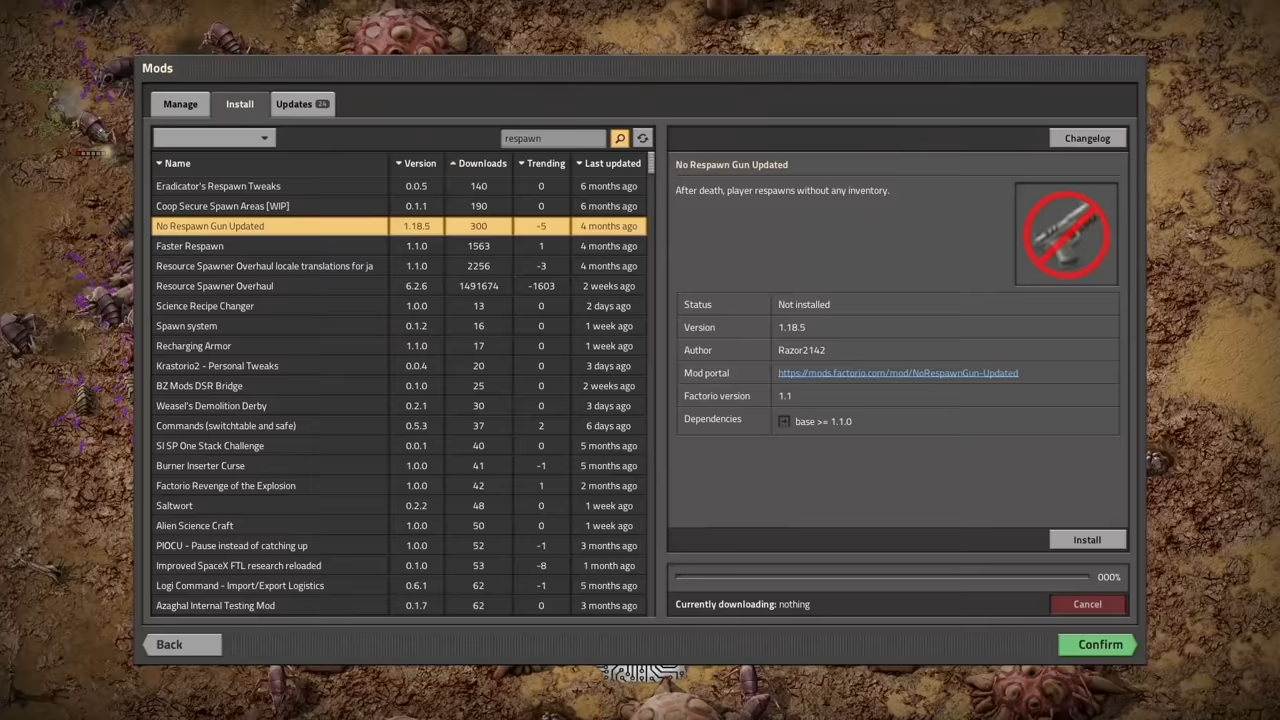 Mods
Manage
Install
Updates 24
respawn
Name Version Downloads Trending Last updated
Eradicator's Respawn Tweaks 0.0.5 140 0 6 months ago
Coop Secure Spawn Areas [WIP] 0.1.1 190 0 6 months ago
No Respawn Gun Updated 1.18.5 300 -5 4 months ago
Faster Respawn 1.1.0 1563 1 4 months ago
Resource Spawner Overhaul locale translations for ja 1.1.0 2256 -3 4 months ago
Resource Spawner Overhaul 6.2.6 1491674 -1603 2 weeks ago
Science Recipe Changer 1.0.0 13 0 2 days ago
Spawn system 0.1.2 16 0 1 week ago
Recharging Armor 1.1.0 17 0 1 week ago
Krastorio2 - Personal Tweaks 0.0.4 20 0 3 days ago
BZ Mods DSR Bridge 0.1.0 25 0 2 weeks ago
Weasel's Demolition Derby 0.2.1 30 0 3 days ago
Commands (switchtable and safe) 0.5.3 37 2 6 days ago
SI SP One Stack Challenge 0.0.1 40 0 5 months ago
Burner Inserter Curse 1.0.0 41 -1 5 months ago
Factorio Revenge of the Explosion 1.0.0 42 1 2 months ago
Saltwort 0.2.2 48 0 1 week ago
Alien Science Craft 1.0.0 50 0 1 week ago
PIOCU - Pause instead of catching up 1.0.0 52 -1 3 months ago
Improved SpaceX FTL research reloaded 0.1.0 53 -8 1 month ago
Logi Command - Import/Export Logistics 0.6.1 62 -1 5 months ago
Azaghal Internal Testing Mod 0.1.7 62 0 3 months ago
Changelog
No Respawn Gun Updated
After death, player respawns without any inventory.
Status Not installed
Version 1.18.5
Author Razor2142
Mod portal https://mods.factorio.com/mod/NoRespawnGun-Updated
Factorio version 1.1
Dependencies base >= 1.1.0
Install
000%
Currently downloading: nothing
Cancel
Back
Confirm